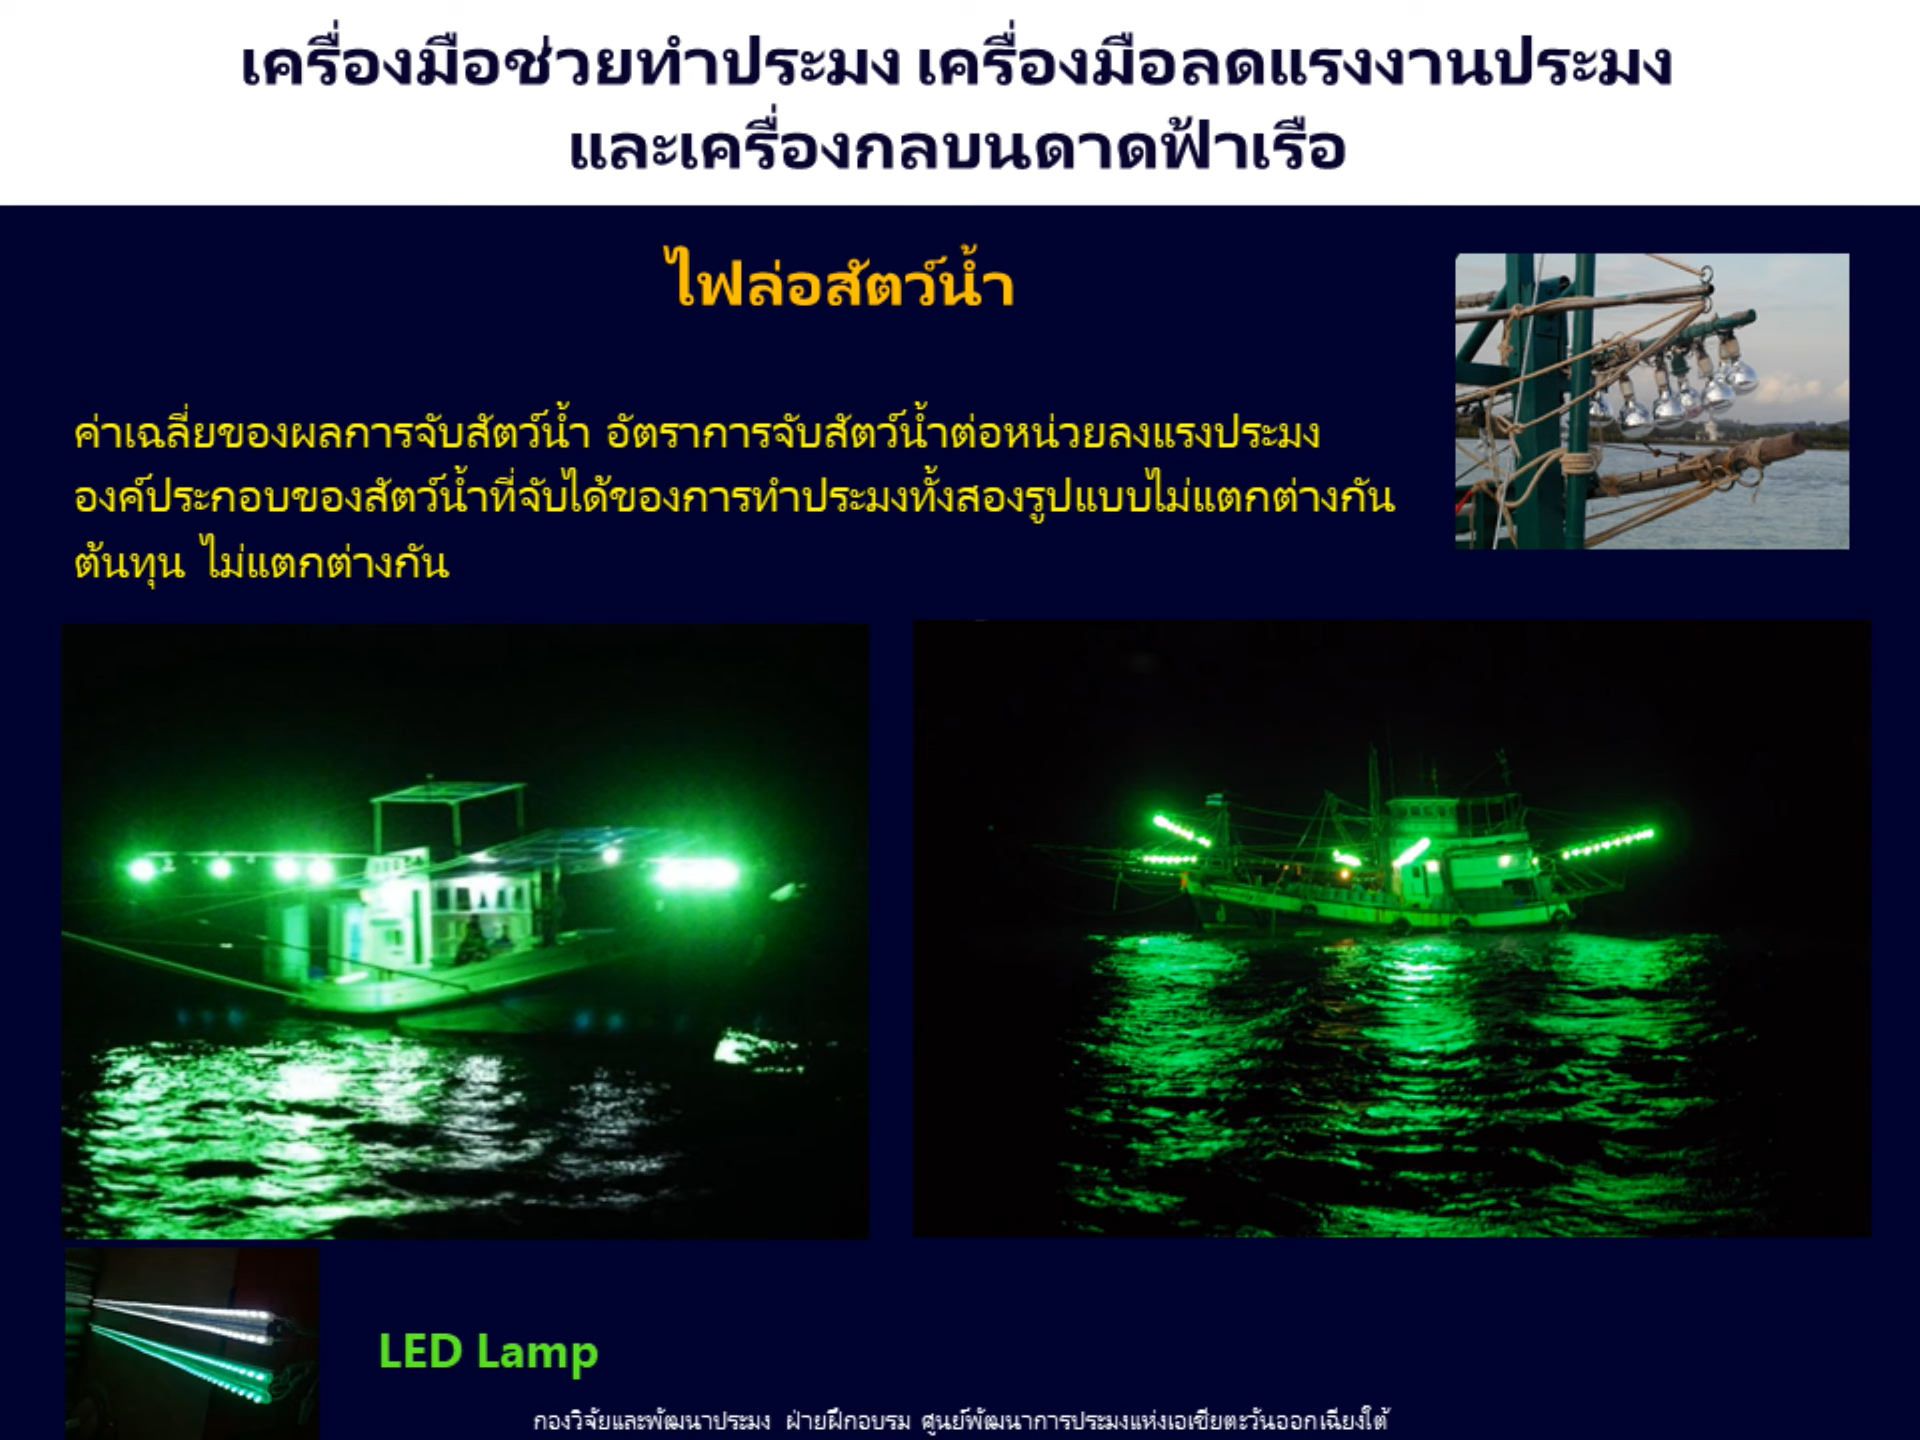 เครื่องมือช่วยทำประมง เครื่องมือลดแรงงานประมง
และเครื่องกลบนดาดฟ้าเรือ
ไฟล่อสัตว์น้ำ
ค่าเฉลี่ยของผลการจับสัตว์น้ำ อัตราการจับสัตว์น้ำต่อหน่วยลงแรงประมง
องค์ประกอบของสัตว์น้ำที่จับได้ของการทำประมงทั้งสองรูปแบบไม่แตกต่างกัน
ต้นทุน ไม่แตกต่างกัน
LED Lamp
กองวิจัยและพัฒนาประมง ฝ่ายฝึกอบรม ศูนย์พัฒนาการประมงแห่งเอเชียตะวันออกเฉียงใต้